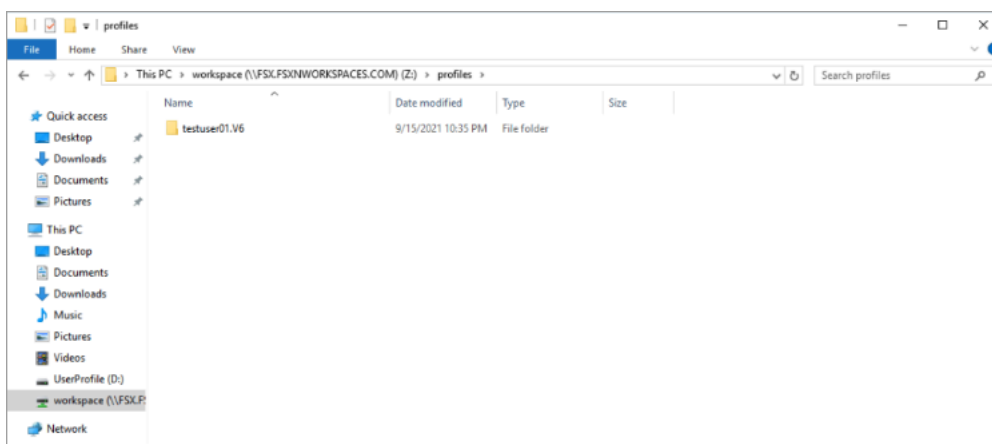 profiles
File Home Share View
This PC › workspace (\\FSX.FSXNWORKSPACES.COM) (Z:) › profiles › Search profiles
Name Date modified Type Size
testuser01.V6 9/15/2021 10:35 PM File folder
Quick access
Desktop
Downloads
Documents
Pictures
This PC
Desktop
Documents
Downloads
Music
Pictures
Videos
UserProfile (D:)
workspace (\\FSX.F
Network